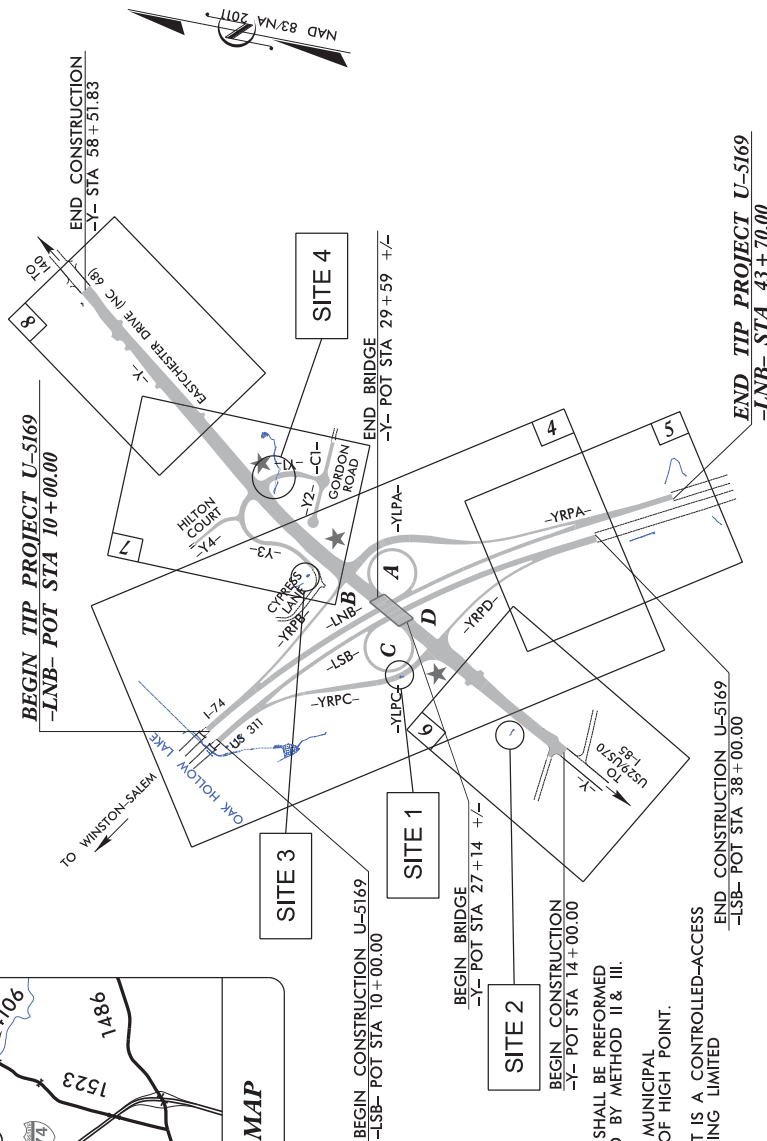 NAD 83/NA 2011
END CONSTRUCTION
-Y- STA 58+51.83
TO
I40
8
EASTCHESTER DRIVE (NC 68)
-Y-
SITE 4
BEGIN TIP PROJECT U-5169
-LNB- POT STA 10+00.00
END BRIDGE
-Y- POT STA 29+59 +/-
END TIP PROJECT U-5169
-LNB- STA 43+70.00
7
HILTON
COURT
-Y4-
-Y3-
-Y1-
-C1-
-Y2-
GORDON
ROAD
4
5
CYPRESS
LANE
-YRPB-
B
-LNB-
A
-YLPA-
-YRPA-
-LSB-
C
D
-YRPD-
-YLPC-
-YRPC-
I-74
US 311
OAK HOLLOW LAKE
TO WINSTON-SALEM
6
-Y-
TO
US29/US70
I-85
SITE 3
SITE 1
SITE 2
BEGIN CONSTRUCTION U-5169
-LSB- POT STA 10+00.00
BEGIN BRIDGE
-Y- POT STA 27+14 +/-
BEGIN CONSTRUCTION
-Y- POT STA 14+00.00
END CONSTRUCTION U-5169
-LSB- POT STA 38+00.00
SHALL BE PREFORMED
D BY METHOD II & III.
MUNICIPAL
OF HIGH POINT.
T IS A CONTROLLED-ACCESS
ING LIMITED
1486
1523
106
74
MAP